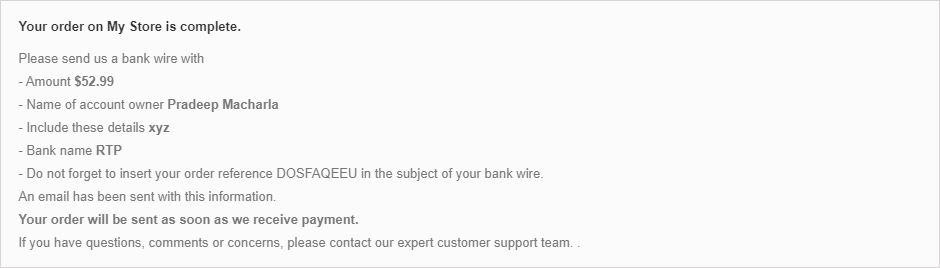 Your order on My Store is complete.
Please send us a bank wire with
- Amount $52.99
- Name of account owner Pradeep Macharla
- Include these details xyz
- Bank name RTP
- Do not forget to insert your order reference DOSFAQEEU in the subject of your bank wire.
An email has been sent with this information.
Your order will be sent as soon as we receive payment.
If you have questions, comments or concerns, please contact our expert customer support team. .